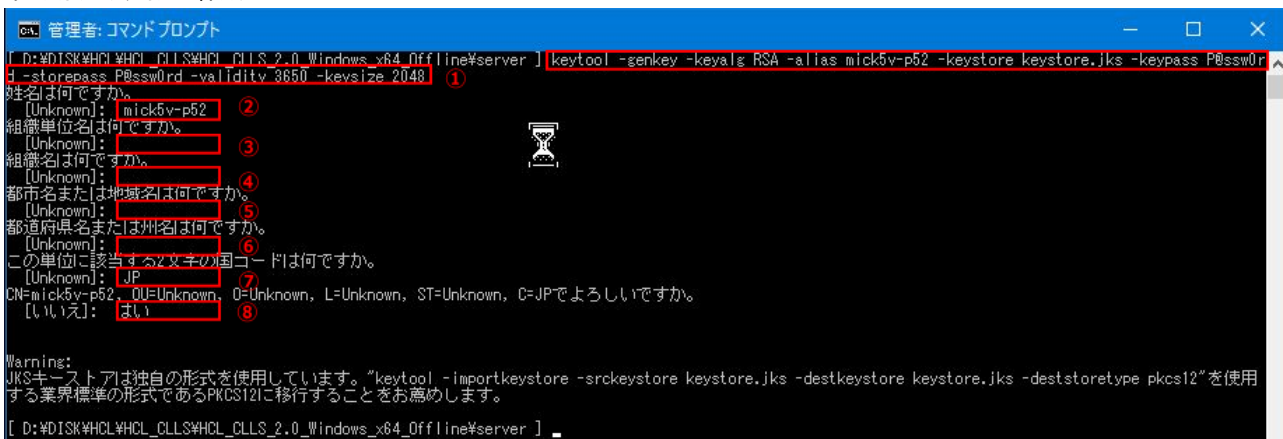 管理者: コマンド プロンプト
[ D:¥DISK¥HCL¥HCL_CLLS¥HCL_CLLS_2.0_Windows_x64_Offline¥server ] keytool -genkey -keyalg RSA -alias mick5v-p52 -keystore keystore.jks -keypass P@ssw0r
d -storepass P@ssw0rd -validity 3650 -keysize 2048 ①
姓名は何ですか。
[Unknown]: mick5v-p52 ②
組織単位名は何ですか。
[Unknown]: ③
組織名は何ですか。
[Unknown]: ④
都市名または地域名は何ですか。
[Unknown]: ⑤
都道府県名または州名は何ですか。
[Unknown]: ⑥
この単位に該当する2文字の国コードは何ですか。
[Unknown]: JP ⑦
CN=mick5v-p52, OU=Unknown, O=Unknown, L=Unknown, ST=Unknown, C=JPでよろしいですか。
[いいえ]: はい ⑧
Warning:
JKSキーストアは独自の形式を使用しています。"keytool -importkeystore -srckeystore keystore.jks -destkeystore keystore.jks -deststoretype pkcs12"を使用
する業界標準の形式であるPKCS12に移行することをお薦めします。
[ D:¥DISK¥HCL¥HCL_CLLS¥HCL_CLLS_2.0_Windows_x64_Offline¥server ] _